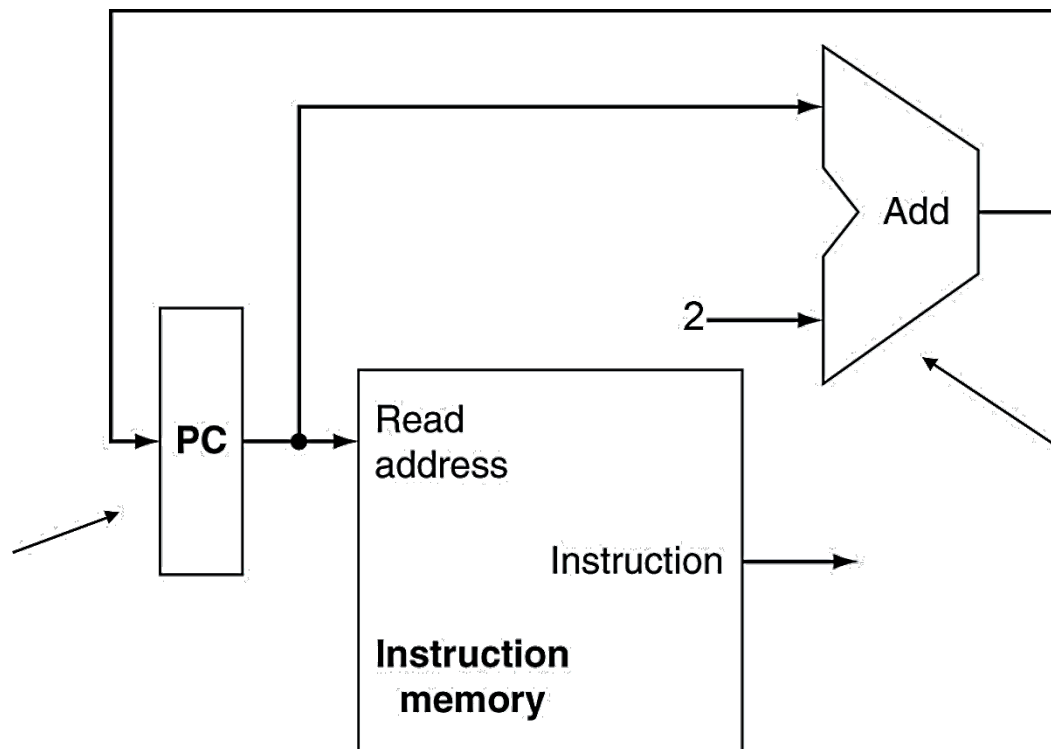 Add
2
PC
Read
address
Instruction
Instruction
memory